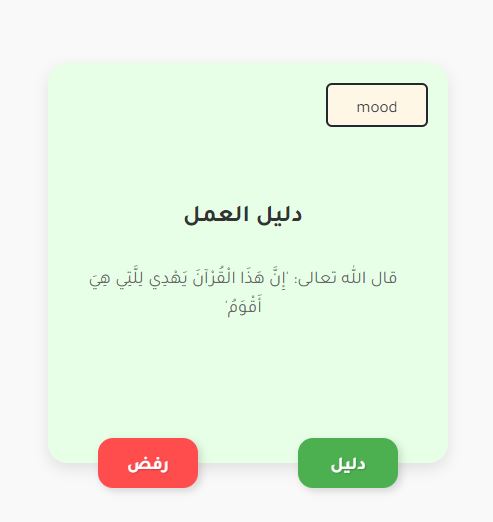 mood
دليل العمل
قال الله تعالى: 'إِنَّ هَذَا الْقُرْآنَ يَهْدِي لِلَّتِي هِيَ
أَقْوَمُ'
دليل
رفض